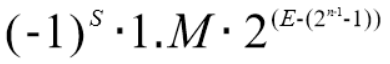 (-1)^S · 1.M · 2^(E-(2^(n-1)-1))